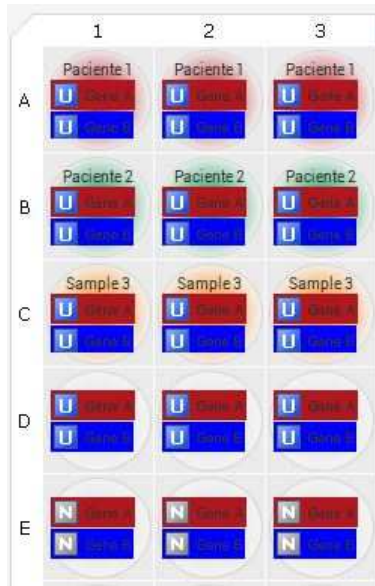 1 2 3
A
Paciente 1 Paciente 1 Paciente 1
U Gene A U Gene A U Gene A
U Gene B U Gene B U Gene B
B
Paciente 2 Paciente 2 Paciente 2
U Gene A U Gene A U Gene A
U Gene B U Gene B U Gene B
C
Sample 3 Sample 3 Sample 3
U Gene A U Gene A U Gene A
U Gene B U Gene B U Gene B
D
U Gene A U Gene A U Gene A
U Gene B U Gene B U Gene B
E
N Gene A N Gene A N Gene A
N Gene B N Gene B N Gene B